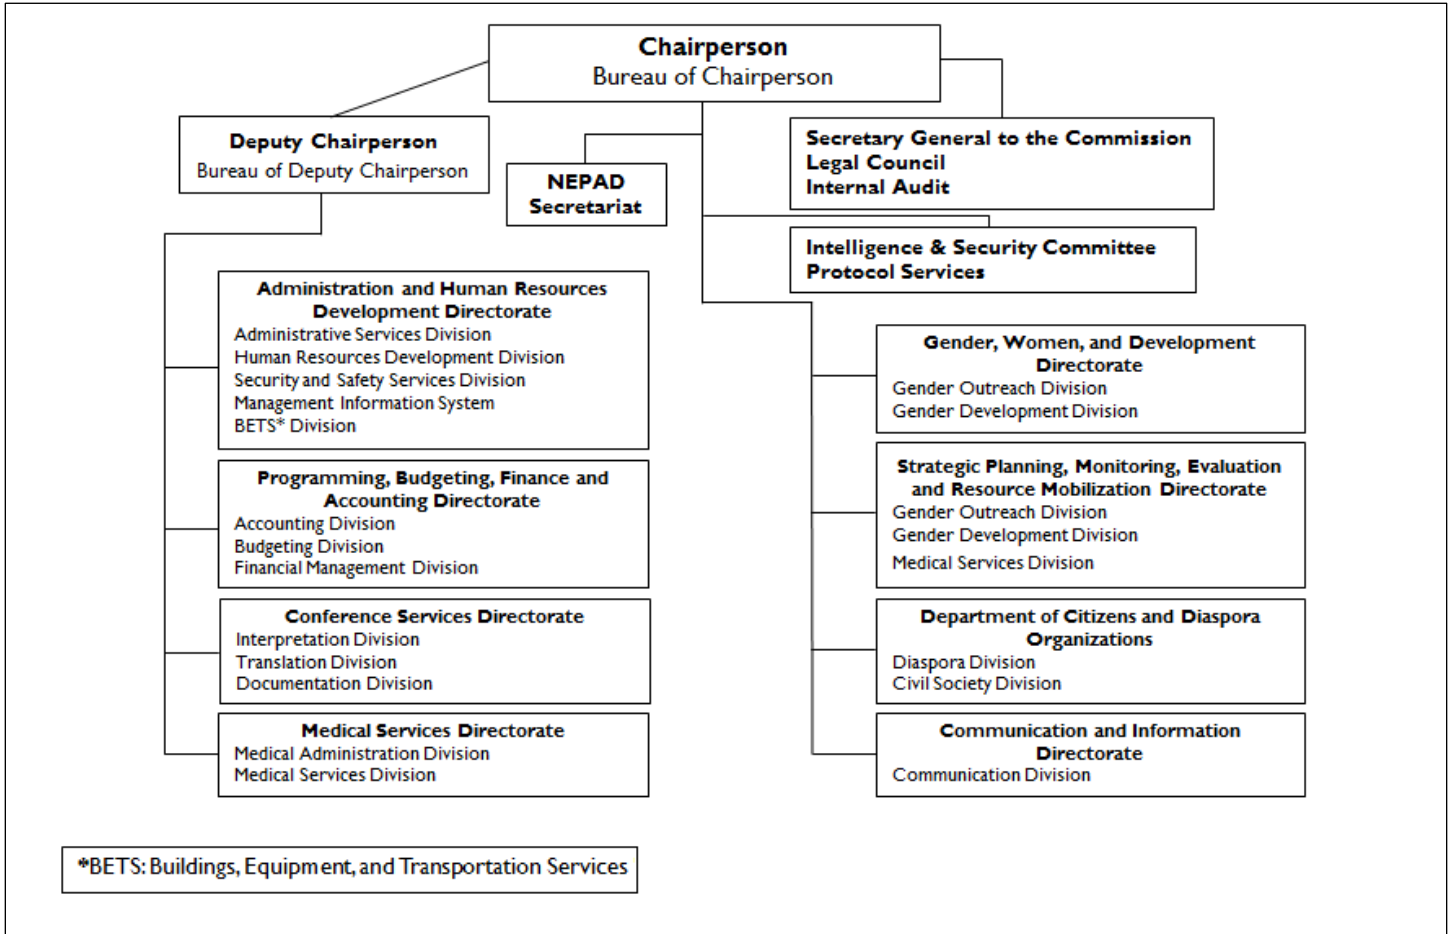 Chairperson
Bureau of Chairperson
Deputy Chairperson
Bureau of Deputy Chairperson
NEPAD
Secretariat
Secretary General to the Commission
Legal Council
Internal Audit
Intelligence & Security Committee
Protocol Services
Administration and Human Resources
Development Directorate
Administrative Services Division
Human Resources Development Division
Security and Safety Services Division
Management Information System
BETS* Division
Programming, Budgeting, Finance and
Accounting Directorate
Accounting Division
Budgeting Division
Financial Management Division
Conference Services Directorate
Interpretation Division
Translation Division
Documentation Division
Medical Services Directorate
Medical Administration Division
Medical Services Division
Gender, Women, and Development
Directorate
Gender Outreach Division
Gender Development Division
Strategic Planning, Monitoring, Evaluation
and Resource Mobilization Directorate
Gender Outreach Division
Gender Development Division
Medical Services Division
Department of Citizens and Diaspora
Organizations
Diaspora Division
Civil Society Division
Communication and Information
Directorate
Communication Division
*BETS: Buildings, Equipment, and Transportation Services